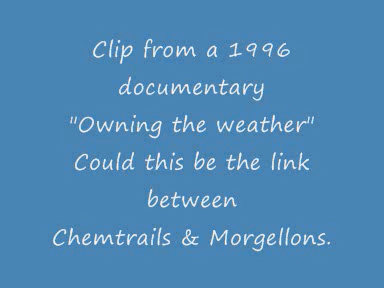 Clip from a 1996
documentary
"Owning the weather"
Could this be the link
between
Chemtrails & Morgellons.